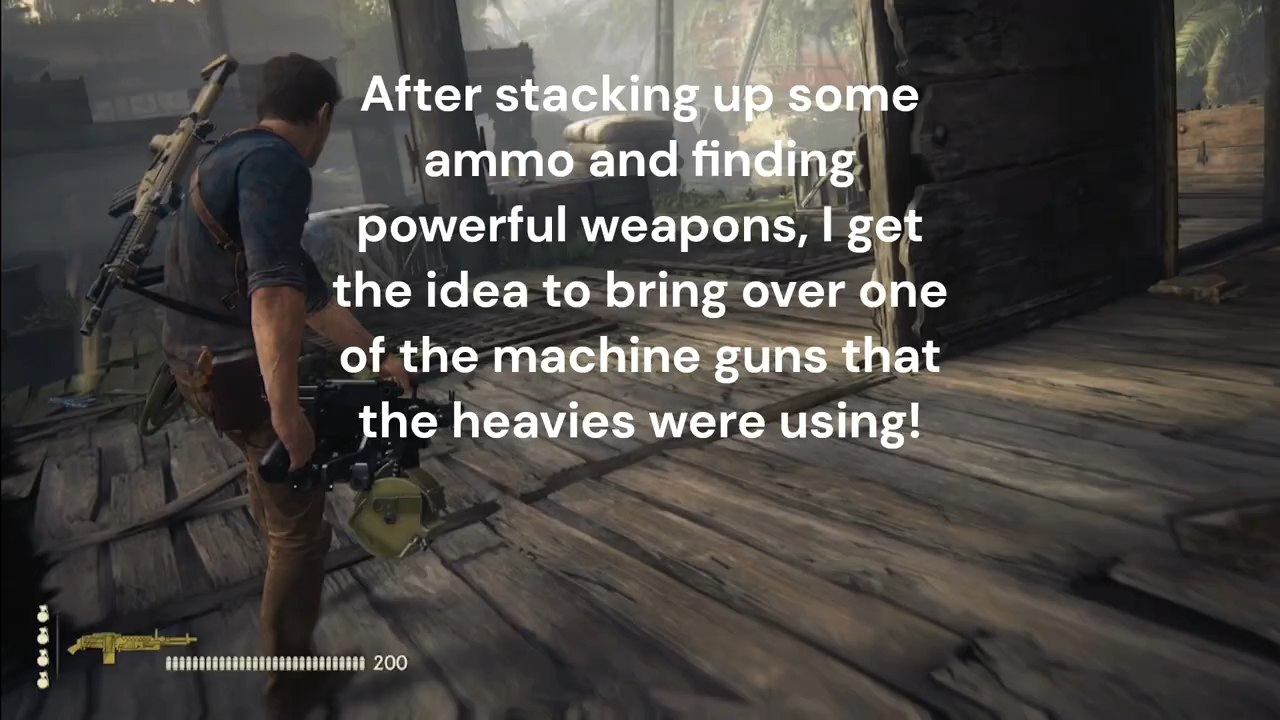 After stacking up some
ammo and finding
powerful weapons, I get
the idea to bring over one
of the machine guns that
the heavies were using!
200